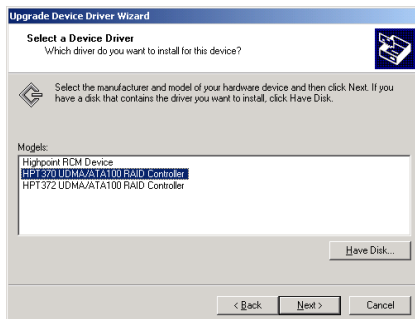 Upgrade Device Driver Wizard
Select a Device Driver
Which driver do you want to install for this device?
Select the manufacturer and model of your hardware device and then click Next. If you
have a disk that contains the driver you want to install, click Have Disk.
Models:
Highpoint RCM Device
HPT370 UDMA/ATA100 RAID Controller
HPT372 UDMA/ATA100 RAID Controller
Have Disk...
< Back
Next >
Cancel